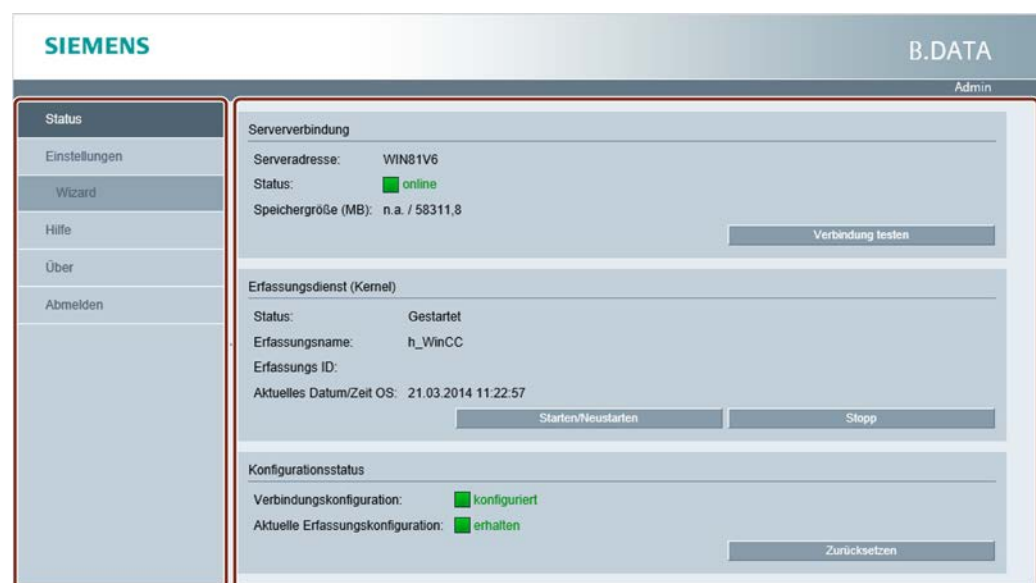 SIEMENS
B.DATA
Admin
Status
Einstellungen
Wizard
Hilfe
Über
Abmelden
Serververbindung
Serveradresse: WIN81V6
Status: online
Speichergröße (MB): n.a. / 58311,8
Verbindung testen
Erfassungsdienst (Kernel)
Status: Gestartet
Erfassungsname: h_WinCC
Erfassungs ID:
Aktuelles Datum/Zeit OS: 21.03.2014 11:22:57
Starten/Neustarten Stopp
Konfigurationsstatus
Verbindungskonfiguration: konfiguriert
Aktuelle Erfassungskonfiguration: erhalten
Zurücksetzen